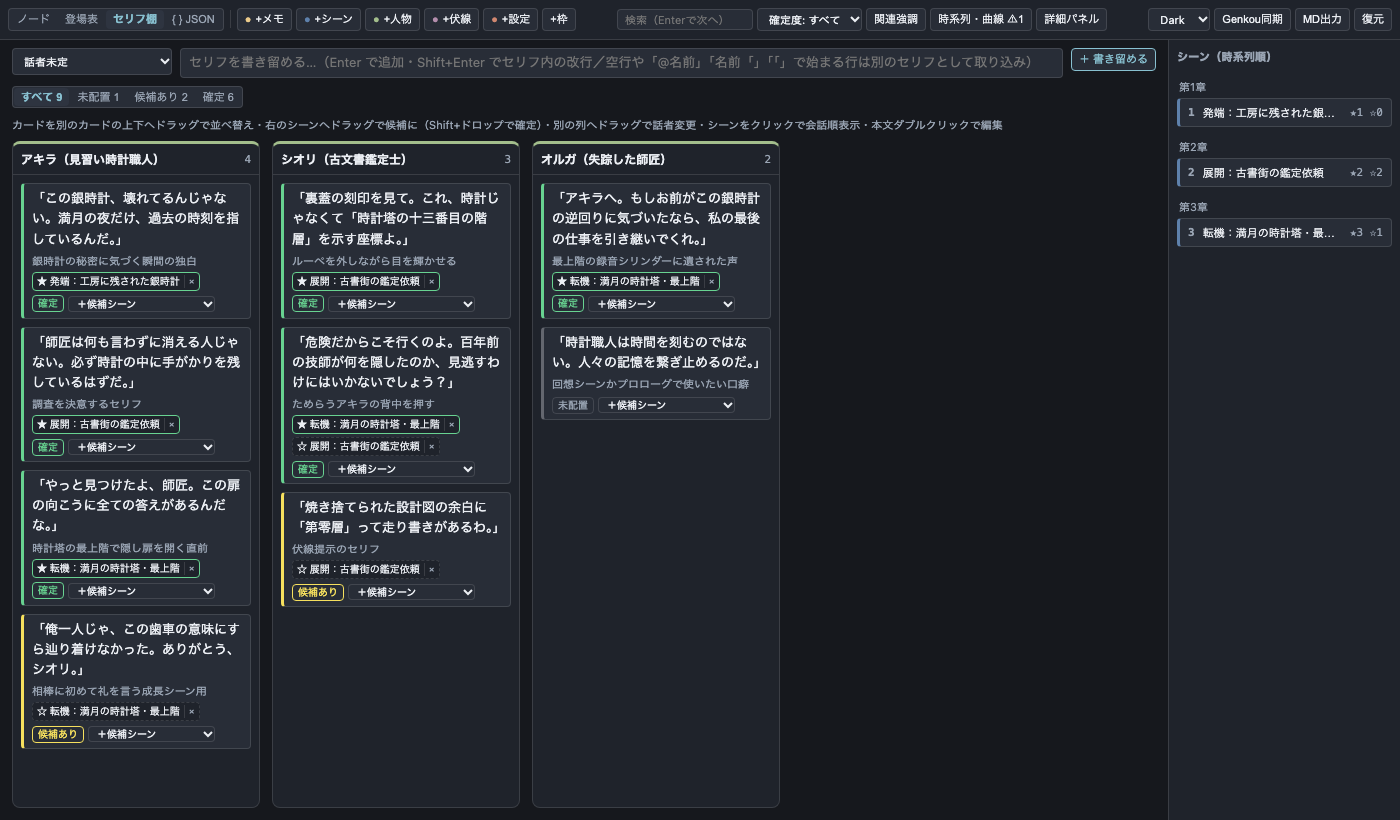 ノード 登場表 セリフ棚 { } JSON +メモ +シーン +人物 +伏線 +設定 +枠 検索（Enterで次へ） 確定度: すべて 関連強調 時系列・曲線 ⚠1 詳細パネル Dark Genkou同期 MD出力 復元
話者未定 セリフを書き留める…（Enter で追加・Shift+Enter でセリフ内の改行／空行や「@名前」「名前「」「「」で始まる行は別のセリフとして取り込み） ＋ 書き留める
すべて 9 未配置 1 候補あり 2 確定 6
カードを別のカードの上下へドラッグで並べ替え・右のシーンへドラッグで候補に（Shift+ドロップで確定）・別の列へドラッグで話者変更・シーンをクリックで会話順表示・本文ダブルクリックで編集
アキラ（見習い時計職人） 4
「この銀時計、壊れてるんじゃな
い。満月の夜だけ、過去の時刻を指
しているんだ。」
銀時計の秘密に気づく瞬間の独白
★ 発端：工房に残された銀時計 ×
確定 ＋候補シーン
「師匠は何も言わずに消える人じゃ
ない。必ず時計の中に手がかりを残
しているはずだ。」
調査を決意するセリフ
★ 展開：古書街の鑑定依頼 ×
確定 ＋候補シーン
「やっと見つけたよ、師匠。この扉
の向こうに全ての答えがあるんだ
な。」
時計塔の最上階で隠し扉を開く直前
★ 転機：満月の時計塔・最上階 ×
確定 ＋候補シーン
「俺一人じゃ、この歯車の意味にす
ら辿り着けなかった。ありがとう、
シオリ。」
相棒に初めて礼を言う成長シーン用
☆ 転機：満月の時計塔・最上階 ×
候補あり ＋候補シーン
シオリ（古文書鑑定士） 3
「裏蓋の刻印を見て。これ、時計じ
ゃなくて「時計塔の十三番目の階
層」を示す座標よ。」
ルーペを外しながら目を輝かせる
★ 展開：古書街の鑑定依頼 ×
確定 ＋候補シーン
「危険だからこそ行くのよ。百年前
の技師が何を隠したのか、見逃すわ
けにはいかないでしょう？」
ためらうアキラの背中を押す
★ 転機：満月の時計塔・最上階 ×
☆ 展開：古書街の鑑定依頼 ×
確定 ＋候補シーン
「焼き捨てられた設計図の余白に
「第零層」って走り書きがあるわ。」
伏線提示のセリフ
☆ 展開：古書街の鑑定依頼 ×
候補あり ＋候補シーン
オルガ（失踪した師匠） 2
「アキラへ。もしお前がこの銀時計
の逆回りに気づいたなら、私の最後
の仕事を引き継いでくれ。」
最上階の録音シリンダーに遺された声
★ 転機：満月の時計塔・最上階 ×
確定 ＋候補シーン
「時計職人は時間を刻むのではな
い。人々の記憶を繋ぎ止めるのだ。」
回想シーンかプロローグで使いたい口癖
未配置 ＋候補シーン
シーン（時系列順）
第1章
1 発端：工房に残された銀… ★1 ☆0
第2章
2 展開：古書街の鑑定依頼 ★2 ☆2
第3章
3 転機：満月の時計塔・最… ★3 ☆1